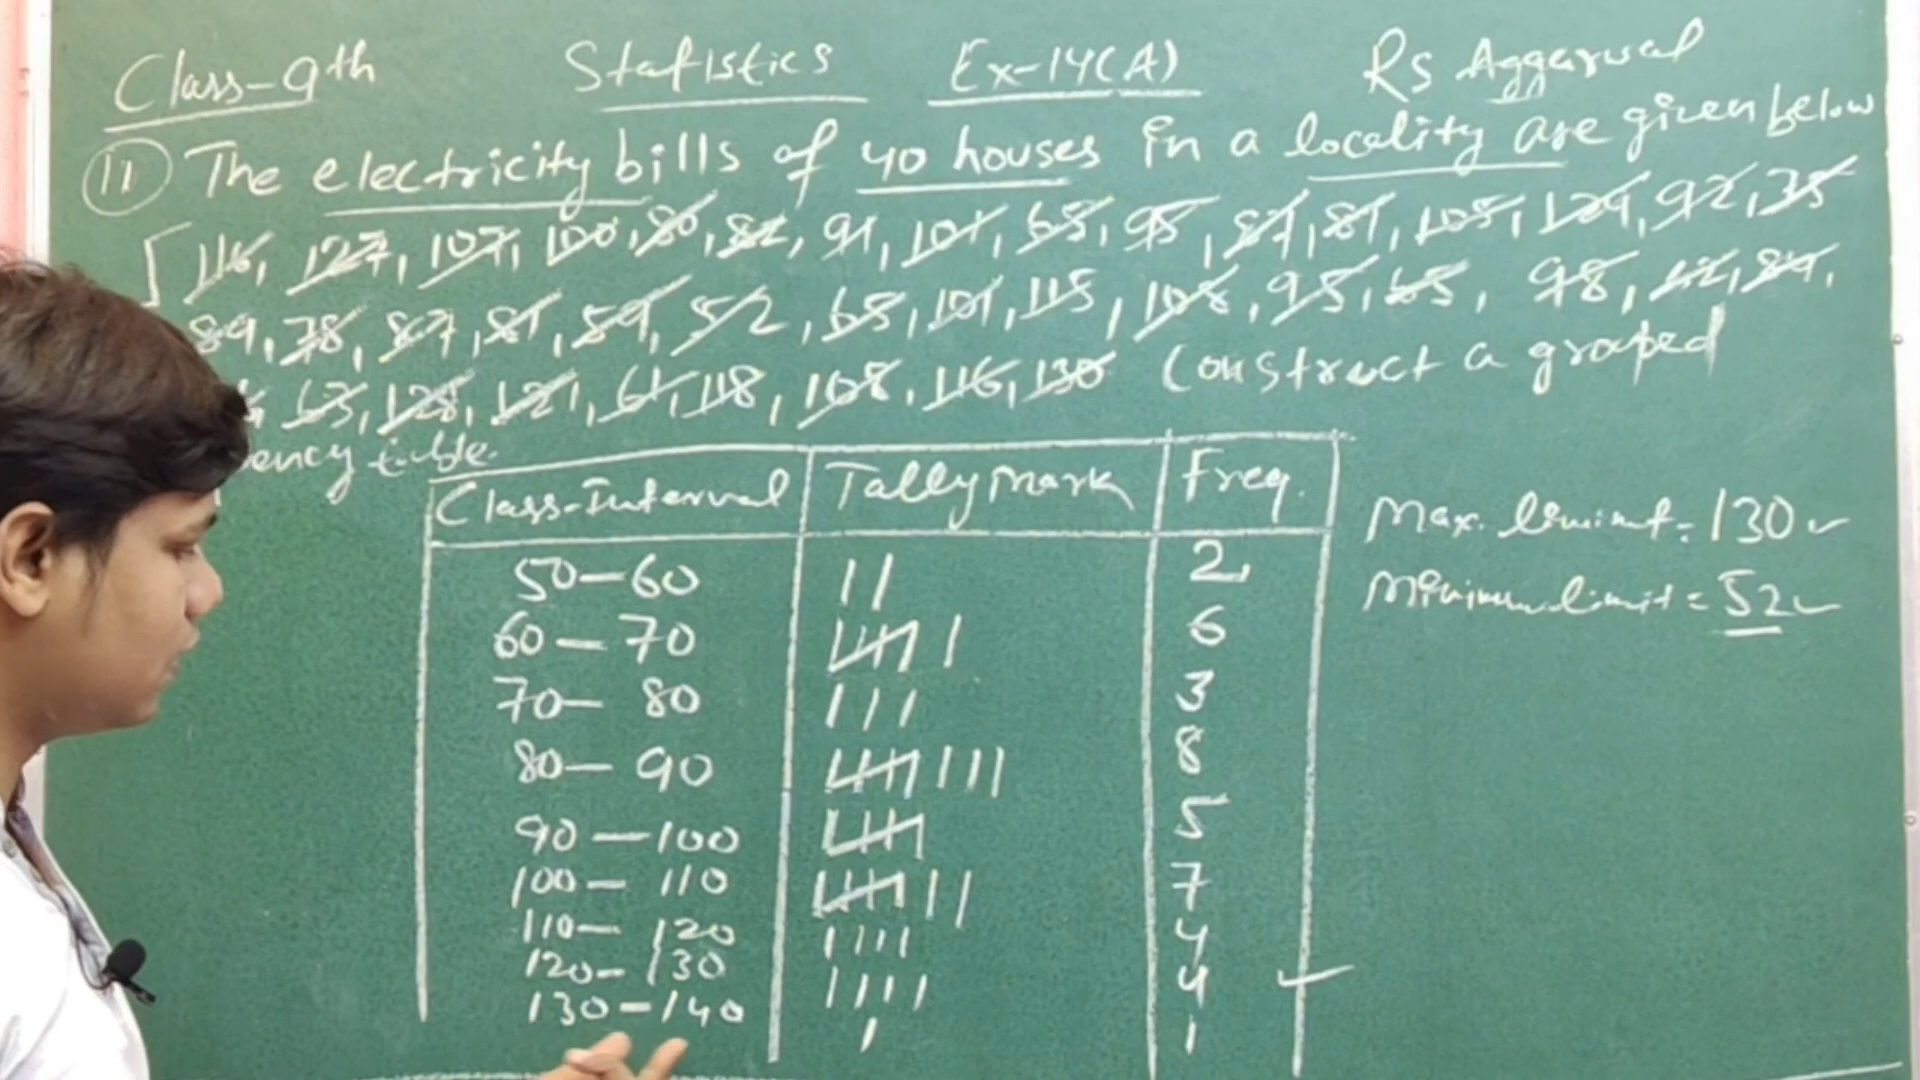 Class-9th Statistics Ex-14(A) Rs Aggarwal
11 The electricity bills of 40 houses in a locality are given below
[116, 127, 107, 100, 80, 82, 91, 101, 65, 95, 87, 81, 105, 129, 92, 75
89, 78, 87, 81, 59, 52, 65, 101, 115, 108, 95, 65, 98, 62, 84,
63, 128, 121, 61, 118, 108, 116, 130 Construct a graped
ency table.
Class-Interval Tally Mark Freq.
50-60 || 2
60-70 |||| | 6
70-80 ||| 3
80-90 |||| ||| 8
90-100 |||| 5
100-110 |||| || 7
110-120 |||| 4
120-130 |||| 4
130-140 | 1
Max. limimt = 130
Minimum limit = 52